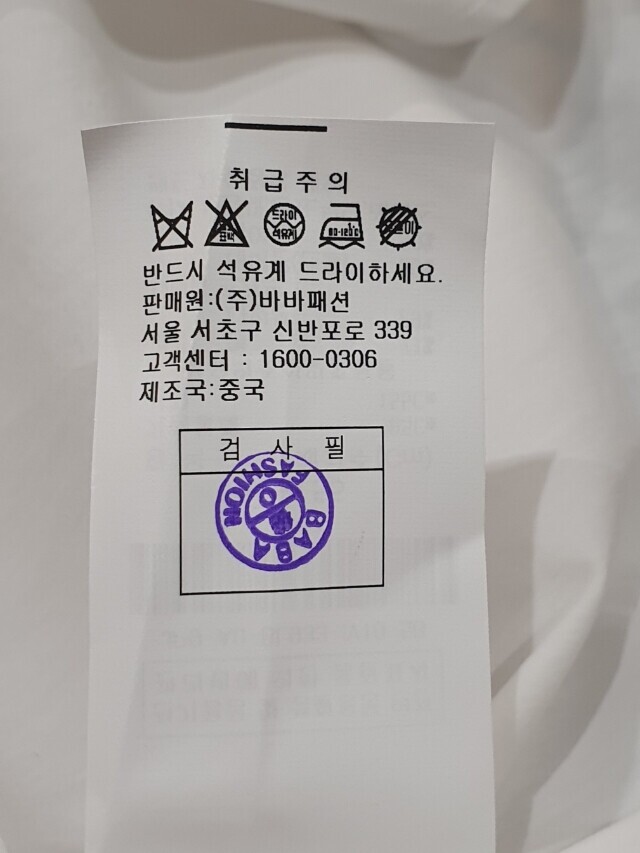 취급주의
표백
드라이
석유계
80-120℃
반드시 석유계 드라이하세요.
판매원:(주)바바패션
서울 서초구 신반포로 339
고객센터 : 1600-0306
제조국:중국
검 사 필
BABA FASHION